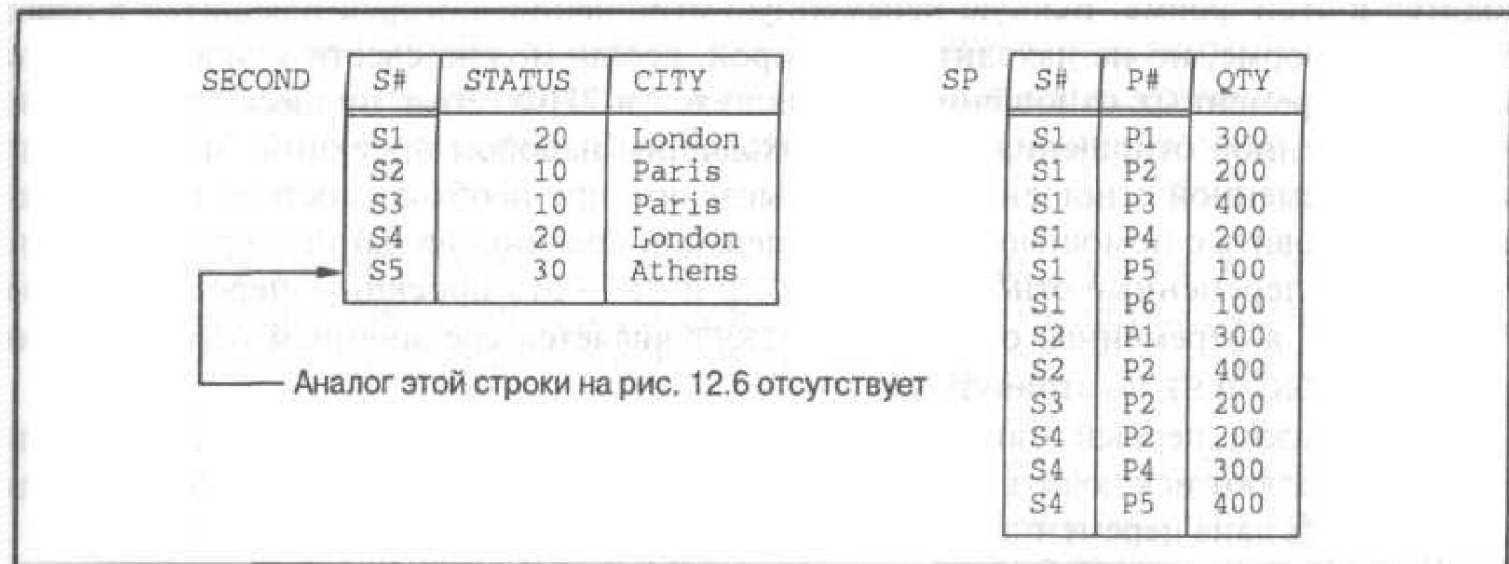 SECOND S# STATUS CITY
S1 20 London
S2 10 Paris
S3 10 Paris
S4 20 London
S5 30 Athens
Аналог этой строки на рис. 12.6 отсутствует
SP S# P# QTY
S1 P1 300
S1 P2 200
S1 P3 400
S1 P4 200
S1 P5 100
S1 P6 100
S2 P1 300
S2 P2 400
S3 P2 200
S4 P2 200
S4 P4 300
S4 P5 400